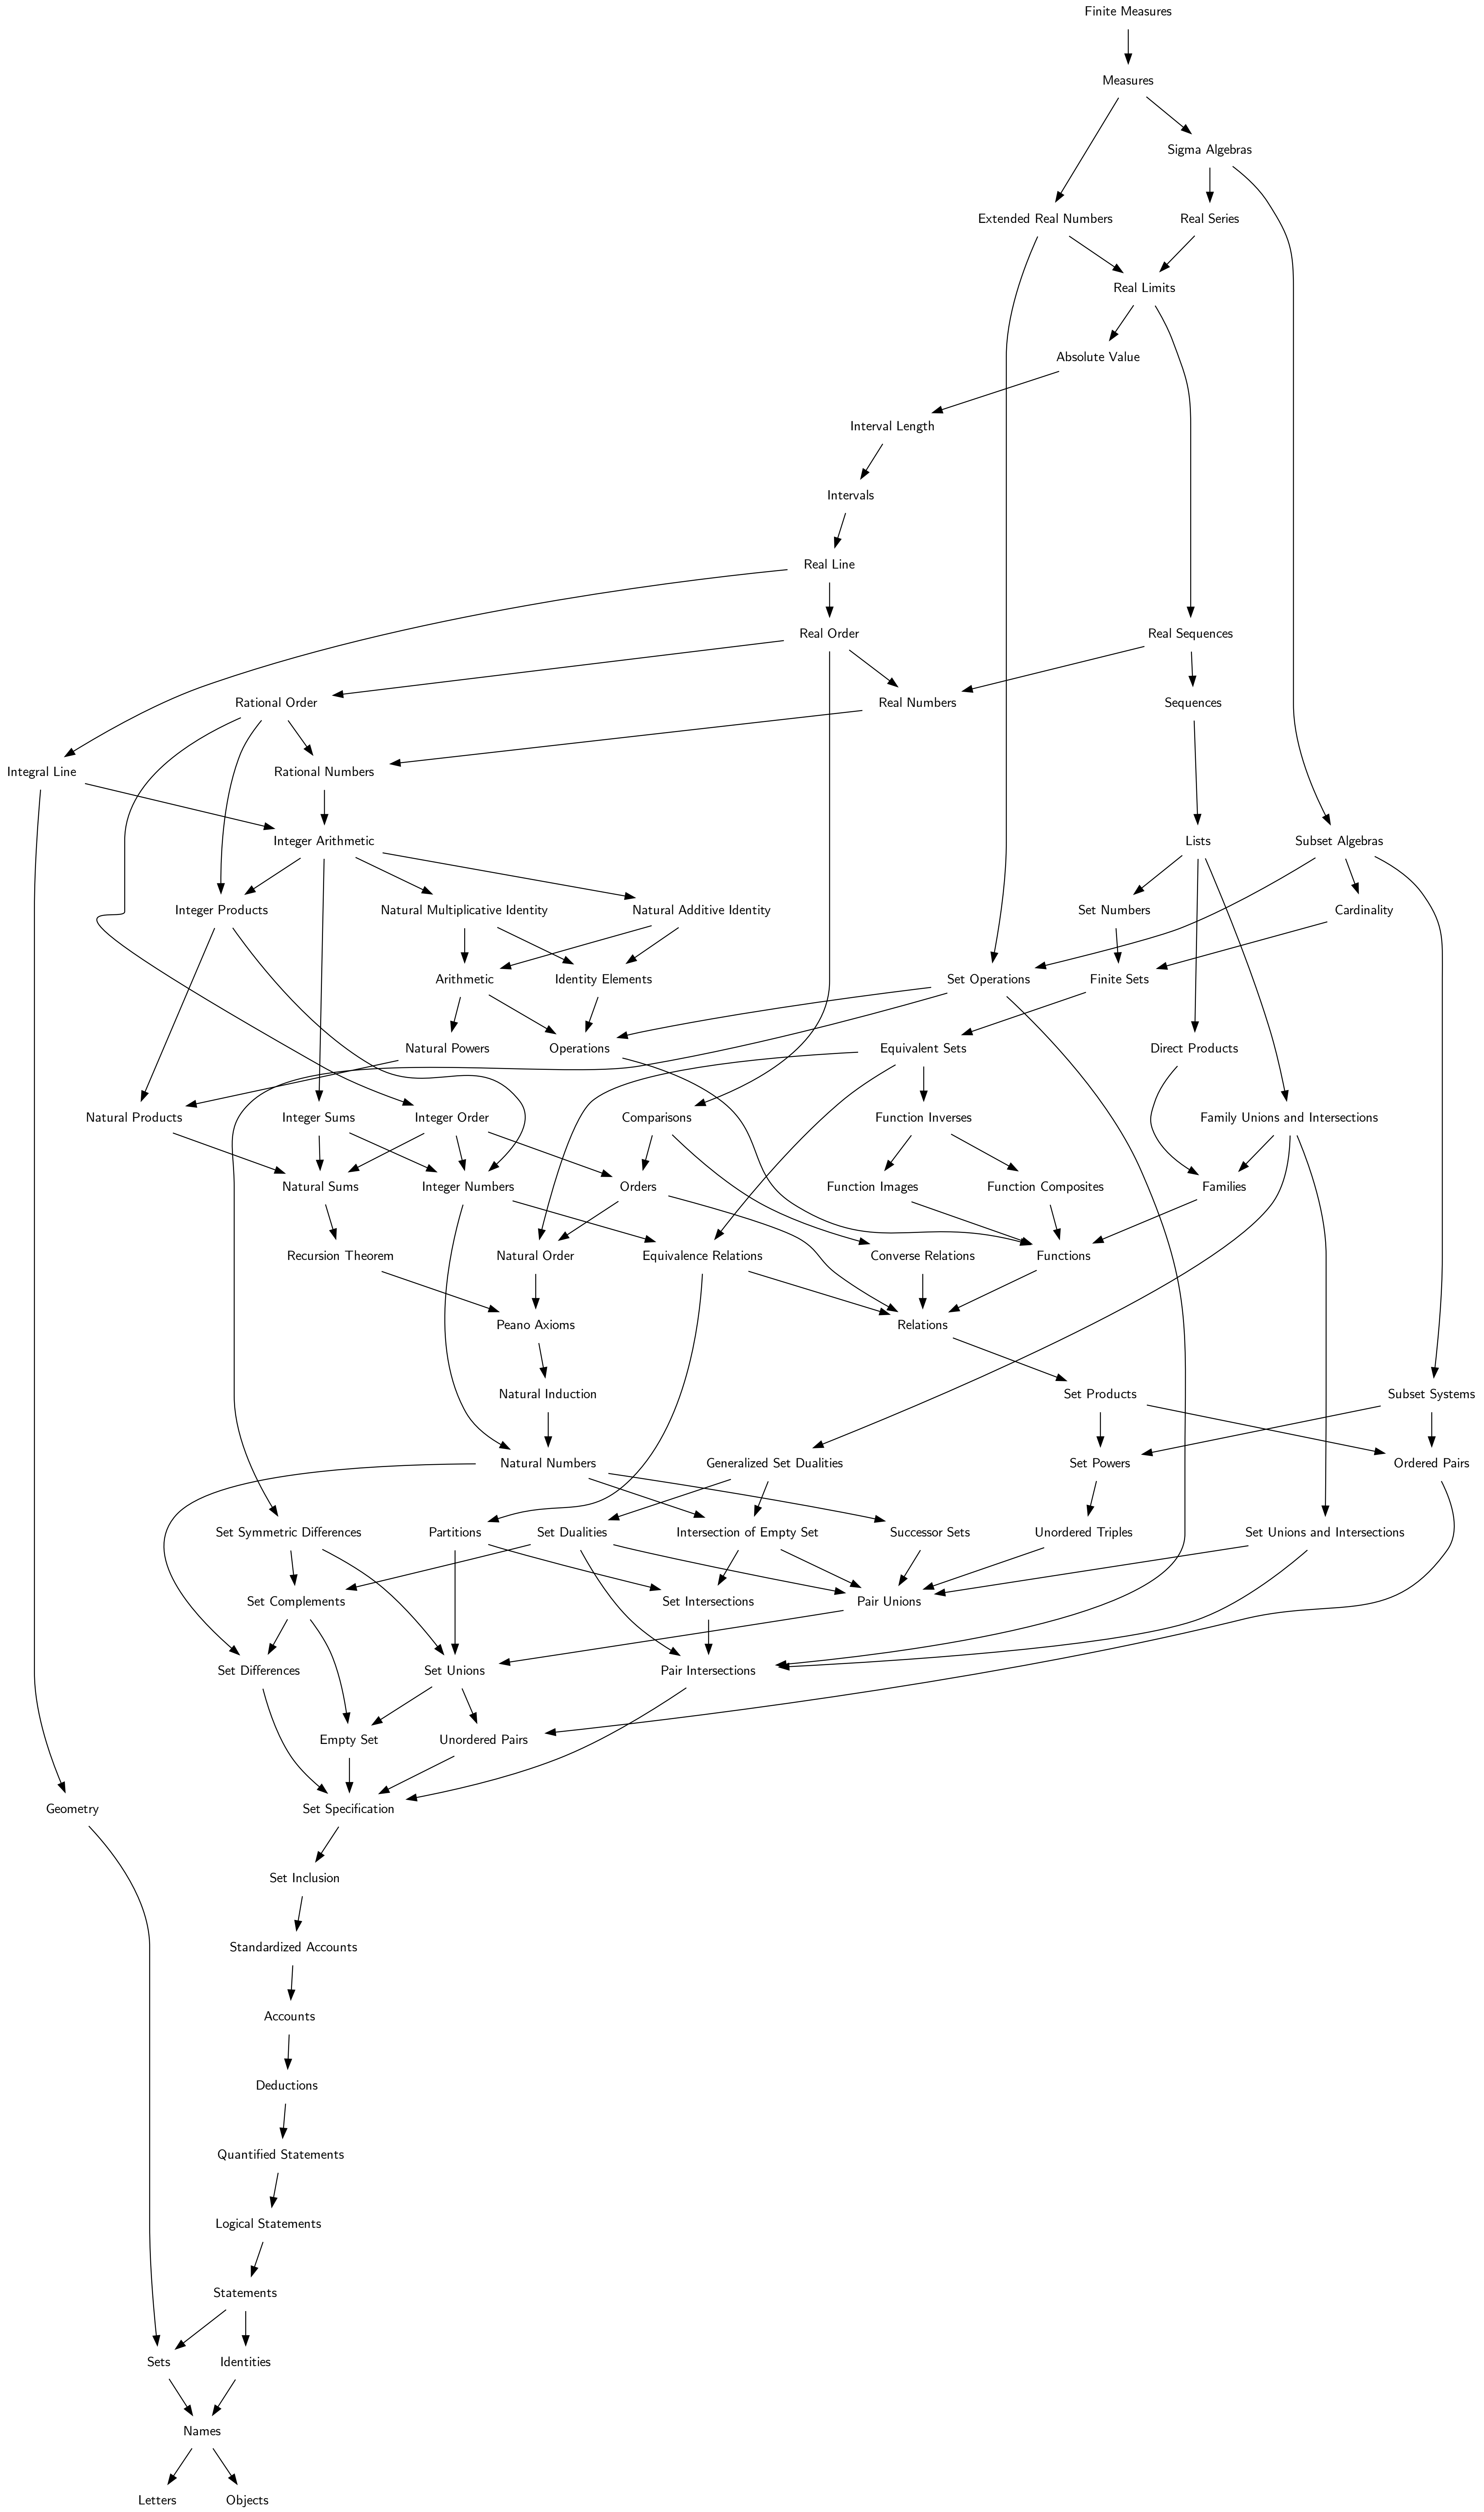 Finite Measures
Measures
Sigma Algebras
Extended Real Numbers
Real Series
Real Limits
Absolute Value
Interval Length
Intervals
Real Line
Real Order
Real Sequences
Rational Order
Real Numbers
Sequences
Integral Line
Rational Numbers
Integer Arithmetic
Lists
Subset Algebras
Integer Products
Natural Multiplicative Identity
Natural Additive Identity
Set Numbers
Cardinality
Arithmetic
Identity Elements
Set Operations
Finite Sets
Natural Powers
Operations
Equivalent Sets
Direct Products
Natural Products
Integer Sums
Integer Order
Comparisons
Function Inverses
Family Unions and Intersections
Natural Sums
Integer Numbers
Orders
Function Images
Function Composites
Families
Recursion Theorem
Natural Order
Equivalence Relations
Converse Relations
Functions
Peano Axioms
Relations
Natural Induction
Set Products
Subset Systems
Natural Numbers
Generalized Set Dualities
Set Powers
Ordered Pairs
Set Symmetric Differences
Partitions
Set Dualities
Intersection of Empty Set
Successor Sets
Unordered Triples
Set Unions and Intersections
Set Complements
Set Intersections
Pair Unions
Set Differences
Set Unions
Pair Intersections
Empty Set
Unordered Pairs
Geometry
Set Specification
Set Inclusion
Standardized Accounts
Accounts
Deductions
Quantified Statements
Logical Statements
Statements
Sets
Identities
Names
Letters
Objects